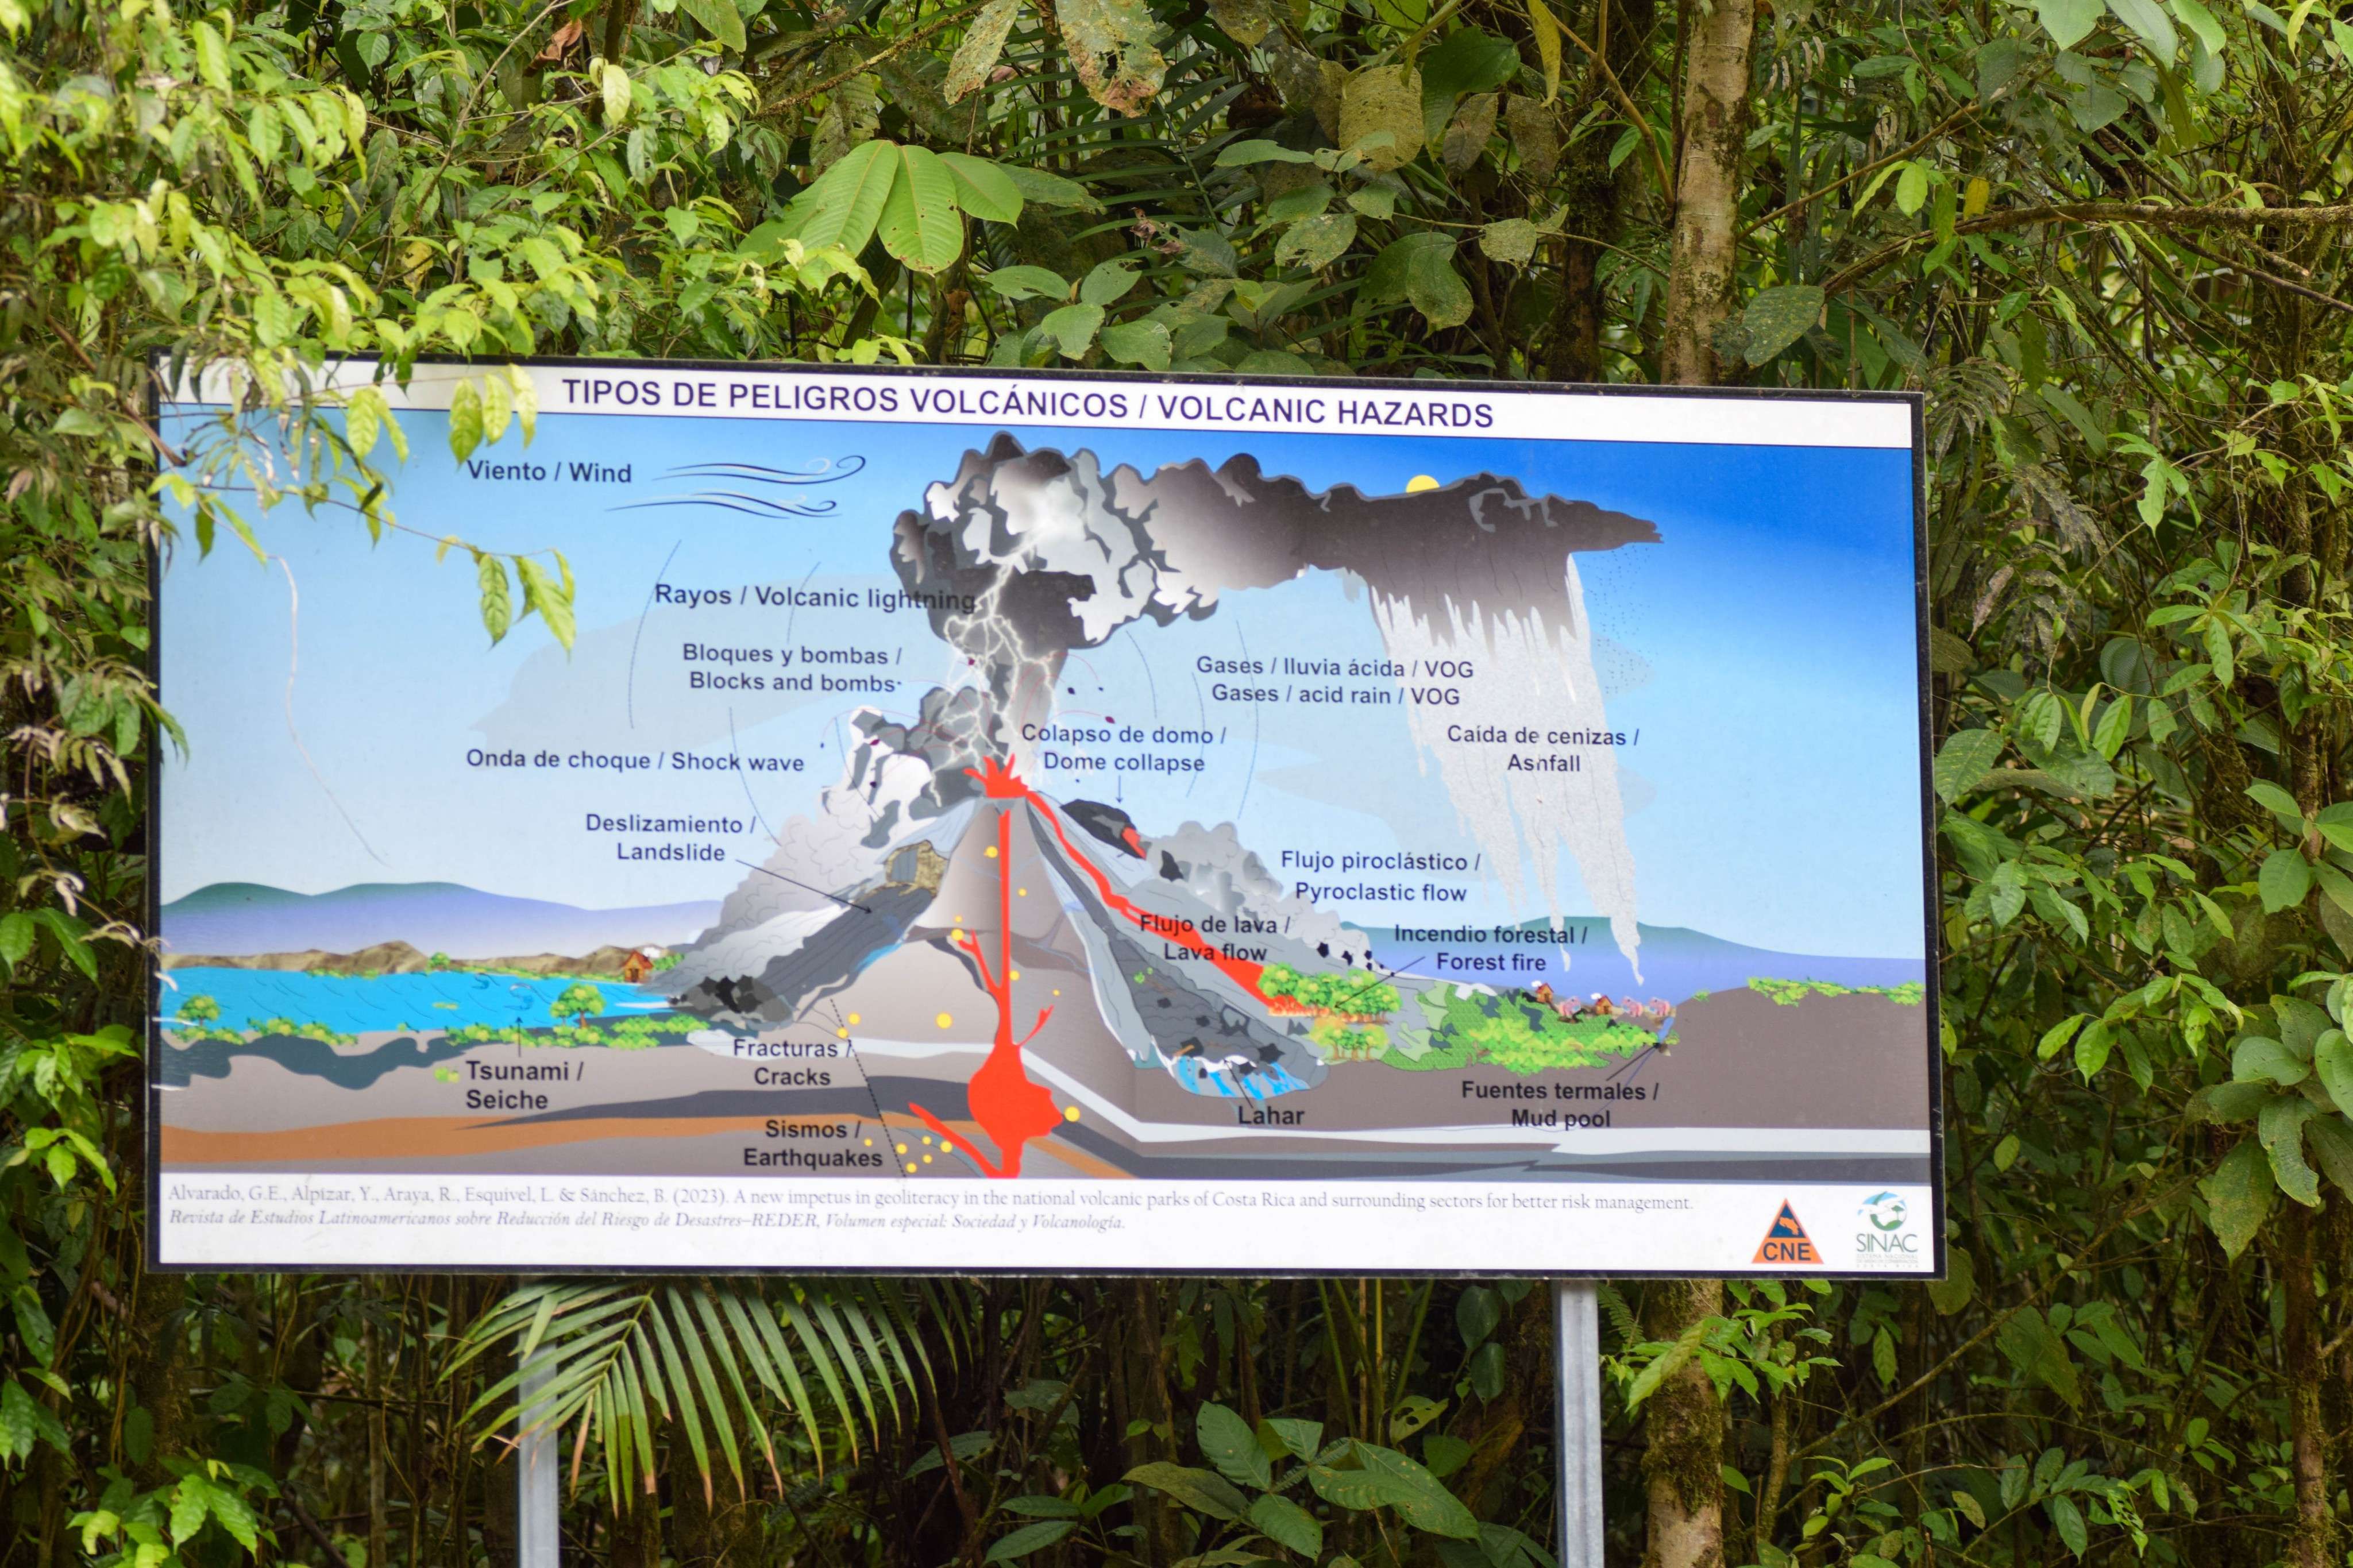 TIPOS DE PELIGROS VOLCÁNICOS / VOLCANIC HAZARDS
Viento / Wind
Rayos / Volcanic lightning
Bloques y bombas /
Blocks and bombs
Gases / lluvia ácida / VOG
Gases / acid rain / VOG
Onda de choque / Shock wave
Colapso de domo /
Dome collapse
Caída de cenizas /
Ashfall
Deslizamiento /
Landslide
Flujo piroclástico /
Pyroclastic flow
Flujo de lava /
Lava flow
Incendio forestal /
Forest fire
Tsunami /
Seiche
Fracturas /
Cracks
Sismos /
Earthquakes
Lahar
Fuentes termales /
Mud pool
Alvarado, G.E., Alpízar, Y., Araya, R., Esquivel, L. & Sánchez, B. (2023). A new impetus in geoliteracy in the national volcanic parks of Costa Rica and surrounding sectors for better risk management.
Revista de Estudios Latinoamericanos sobre Reducción del Riesgo de Desastres–REDER, Volumen especial: Sociedad y Volcanología.
CNE
SINAC